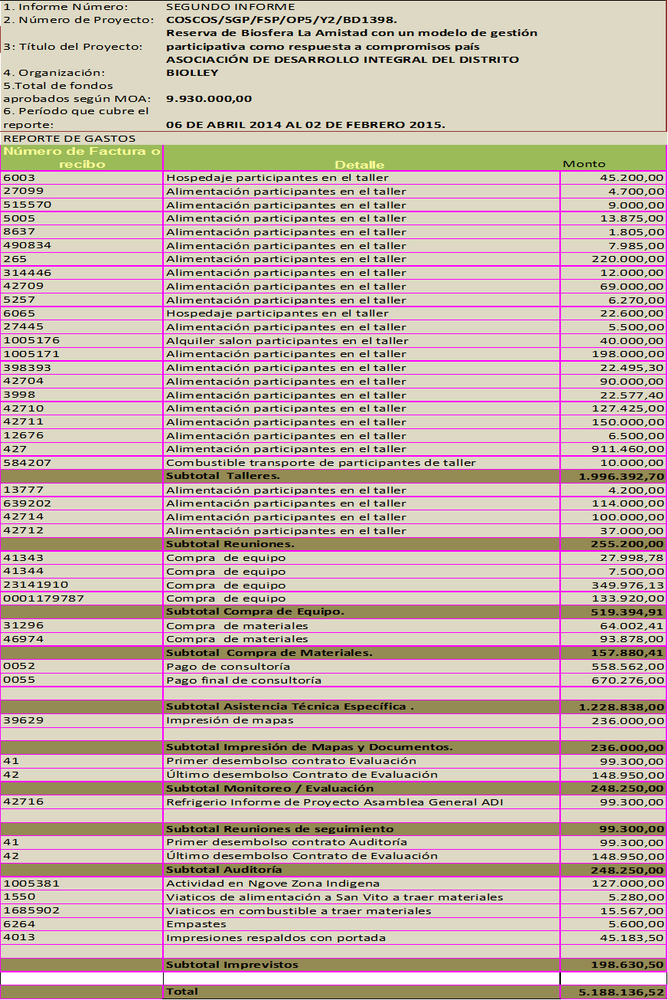 1. Informe Número: SEGUNDO INFORME
2. Número de Proyecto: COSCOS/SGP/FSP/OP5/Y2/BD1398.
Reserva de Biosfera La Amistad con un modelo de gestión
3: Título del Proyecto: participativa como respuesta a compromisos país
ASOCIACIÓN DE DESARROLLO INTEGRAL DEL DISTRITO
4. Organización: BIOLLEY
5.Total de fondos
aprobados según MOA: 9.930.000,00
6. Período que cubre el
reporte: 06 DE ABRIL 2014 AL 02 DE FEBRERO 2015.
REPORTE DE GASTOS
Número de Factura o
recibo Detalle Monto
6003 Hospedaje participantes en el taller 45.200,00
27099 Alimentación participantes en el taller 4.700,00
515570 Alimentación participantes en el taller 9.000,00
5005 Alimentación participantes en el taller 13.875,00
8637 Alimentación participantes en el taller 1.805,00
490834 Alimentación participantes en el taller 7.985,00
265 Alimentación participantes en el taller 220.000,00
314446 Alimentación participantes en el taller 12.000,00
42709 Alimentación participantes en el taller 69.000,00
5257 Alimentación participantes en el taller 6.270,00
6065 Hospedaje participantes en el taller 22.600,00
27445 Alimentación participantes en el taller 5.500,00
1005176 Alquiler salon participantes en el taller 40.000,00
1005171 Alimentación participantes en el taller 198.000,00
398393 Alimentación participantes en el taller 22.495,30
42704 Alimentación participantes en el taller 90.000,00
3998 Alimentación participantes en el taller 22.577,40
42710 Alimentación participantes en el taller 127.425,00
42711 Alimentación participantes en el taller 150.000,00
12676 Alimentación participantes en el taller 6.500,00
427 Alimentación participantes en el taller 911.460,00
584207 Combustible transporte de participantes de taller 10.000,00
Subtotal Talleres. 1.996.392,70
13777 Alimentación participantes en el taller 4.200,00
639202 Alimentación participantes en el taller 114.000,00
42714 Alimentación participantes en el taller 100.000,00
42712 Alimentación participantes en el taller 37.000,00
Subtotal Reuniones. 255.200,00
41343 Compra de equipo 27.998,78
41344 Compra de equipo 7.500,00
23141910 Compra de equipo 349.976,13
0001179787 Compra de equipo 133.920,00
Subtotal Compra de Equipo. 519.394,91
31296 Compra de materiales 64.002,41
46974 Compra de materiales 93.878,00
Subtotal Compra de Materiales. 157.880,41
0052 Pago de consultoría 558.562,00
0055 Pago final de consultoría 670.276,00
Subtotal Asistencia Técnica Específica . 1.228.838,00
39629 Impresión de mapas 236.000,00
Subtotal Impresión de Mapas y Documentos. 236.000,00
41 Primer desembolso contrato Evaluación 99.300,00
42 Último desembolso Contrato de Evaluación 148.950,00
Subtotal Monitoreo / Evaluación 248.250,00
42716 Refrigerio Informe de Proyecto Asamblea General ADI 99.300,00
Subtotal Reuniones de seguimiento 99.300,00
41 Primer desembolso contrato Auditoría 99.300,00
42 Último desembolso Contrato de Evaluación 148.950,00
Subtotal Auditoría 248.250,00
1005381 Actividad en Ngove Zona Indigena 127.000,00
1550 Viaticos de alimentación a San Vito a traer materiales 5.280,00
1685902 Viaticos en combustible a traer materiales 15.567,00
6264 Empastes 5.600,00
4013 Impresiones respaldos con portada 45.183,50
Subtotal Imprevistos 198.630,50
Total 5.188.136,52